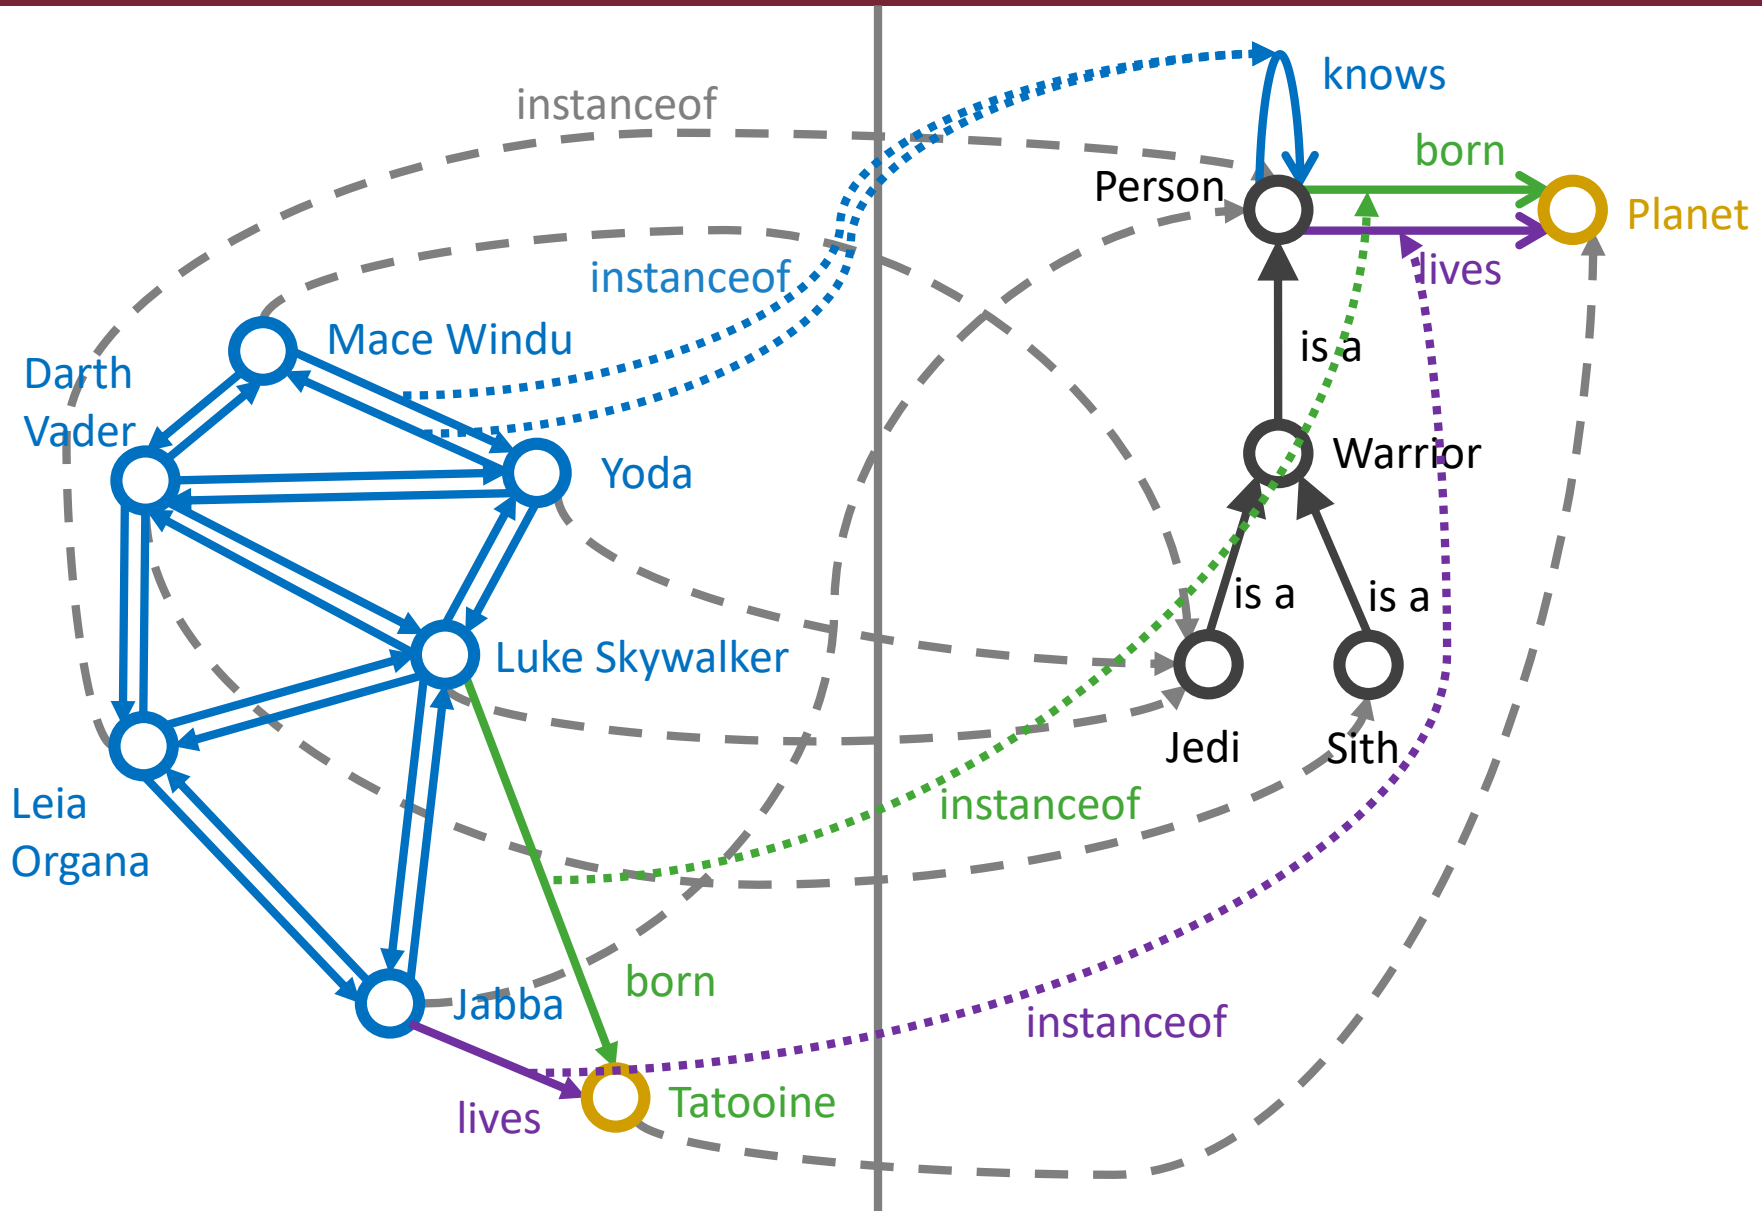 instanceof
knows
born
Person
Planet
instanceof
lives
Mace Windu
is a
Darth
Vader
Yoda
Warrior
is a
is a
Luke Skywalker
Jedi
Sith
Leia
Organa
instanceof
born
Jabba
instanceof
lives
Tatooine